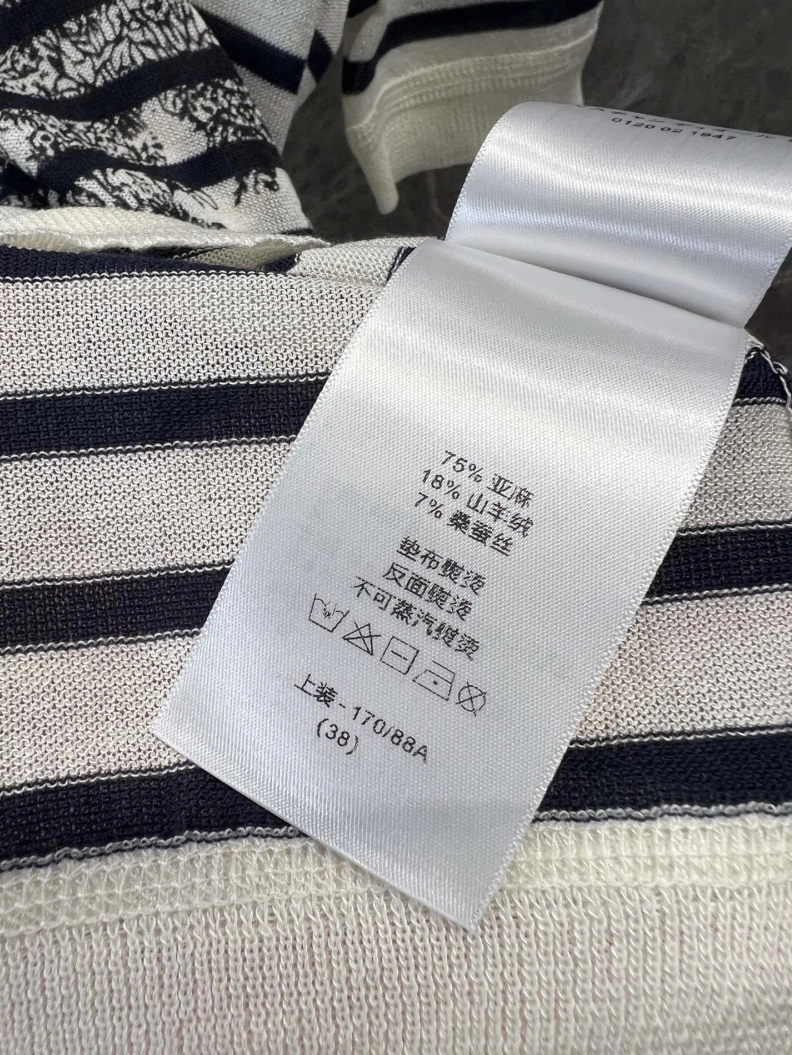 0120 02 1947
75% 亚麻
18% 山羊绒
7% 桑蚕丝
垫布熨烫
反面熨烫
不可蒸汽熨烫
上装 - 170/88A
(38)